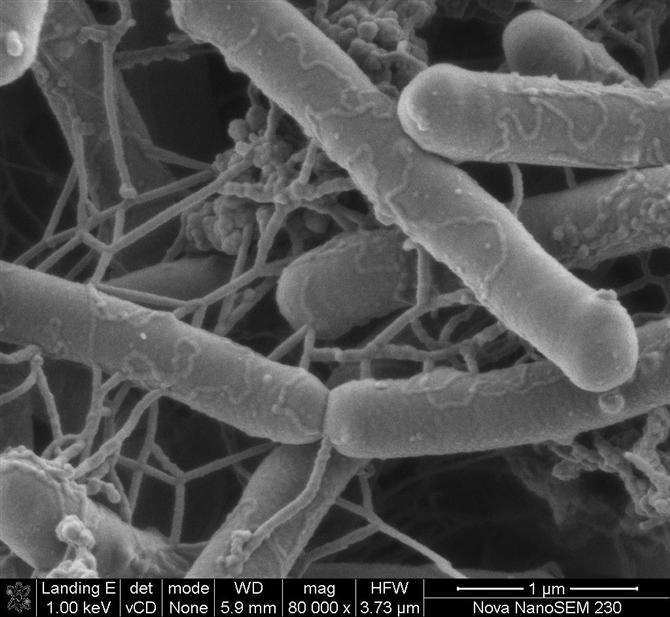 Landing E det mode WD mag HFW 1 µm
1.00 keV vCD None 5.9 mm 80 000 x 3.73 µm Nova NanoSEM 230